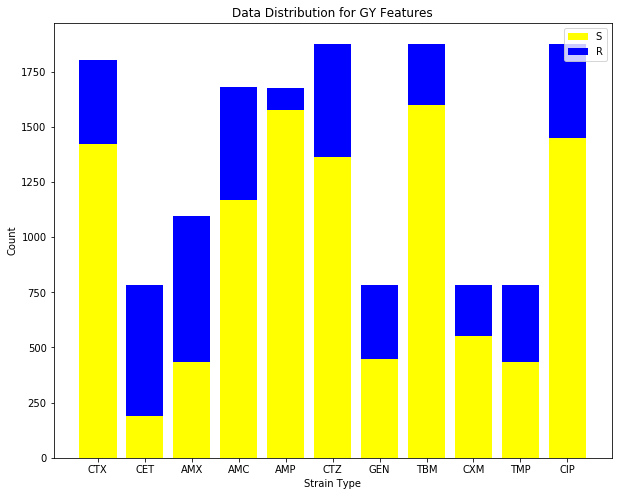 Data Distribution for GY Features
S
R
1750
1500
1250
1000
750
500
250
0
Count
CTX CET AMX AMC AMP CTZ GEN TBM CXM TMP CIP
Strain Type